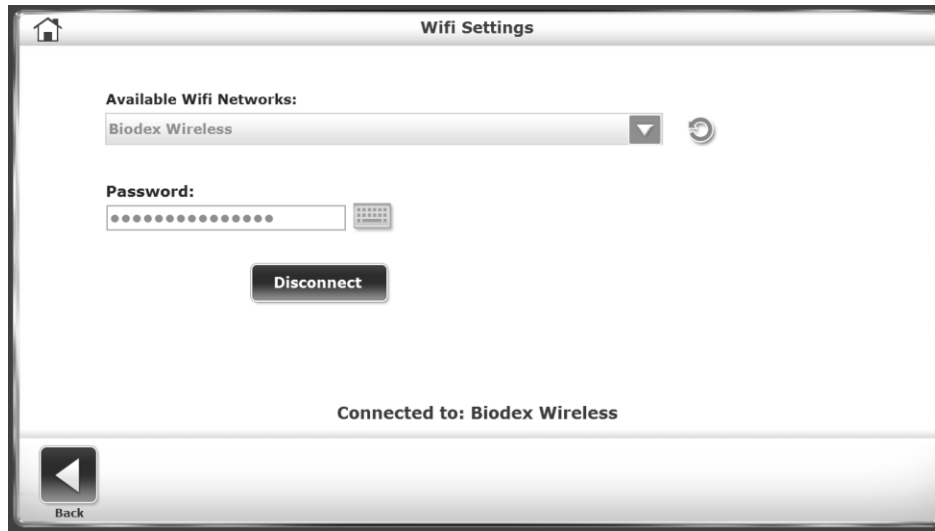 Wifi Settings
Available Wifi Networks:
Biodex Wireless
Password:
●●●●●●●●●●●●●●●
Disconnect
Connected to: Biodex Wireless
Back